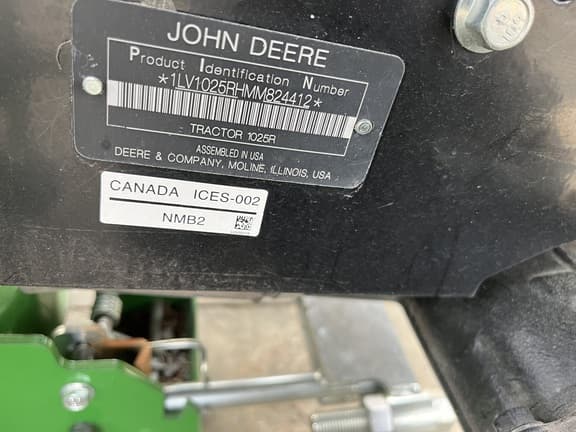 JOHN DEERE
Product Identification Number
*1LV1025RHMM824412*
TRACTOR 1025R
ASSEMBLED IN USA
DEERE & COMPANY, MOLINE, ILLINOIS, USA
CANADA ICES-002
NMB2